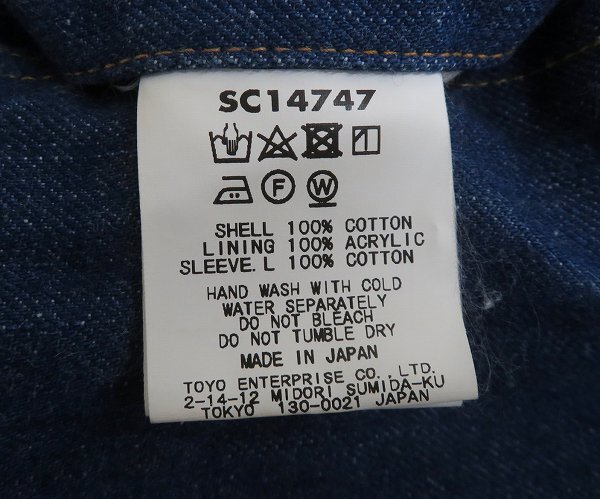 SC14747
F W
SHELL 100% COTTON
LINING 100% ACRYLIC
SLEEVE.L 100% COTTON
HAND WASH WITH COLD
WATER SEPARATELY
DO NOT BLEACH
DO NOT TUMBLE DRY
MADE IN JAPAN
TOYO ENTERPRISE CO.,LTD.
2-14-12 MIDORI SUMIDA-KU
TOKYO 130-0021 JAPAN